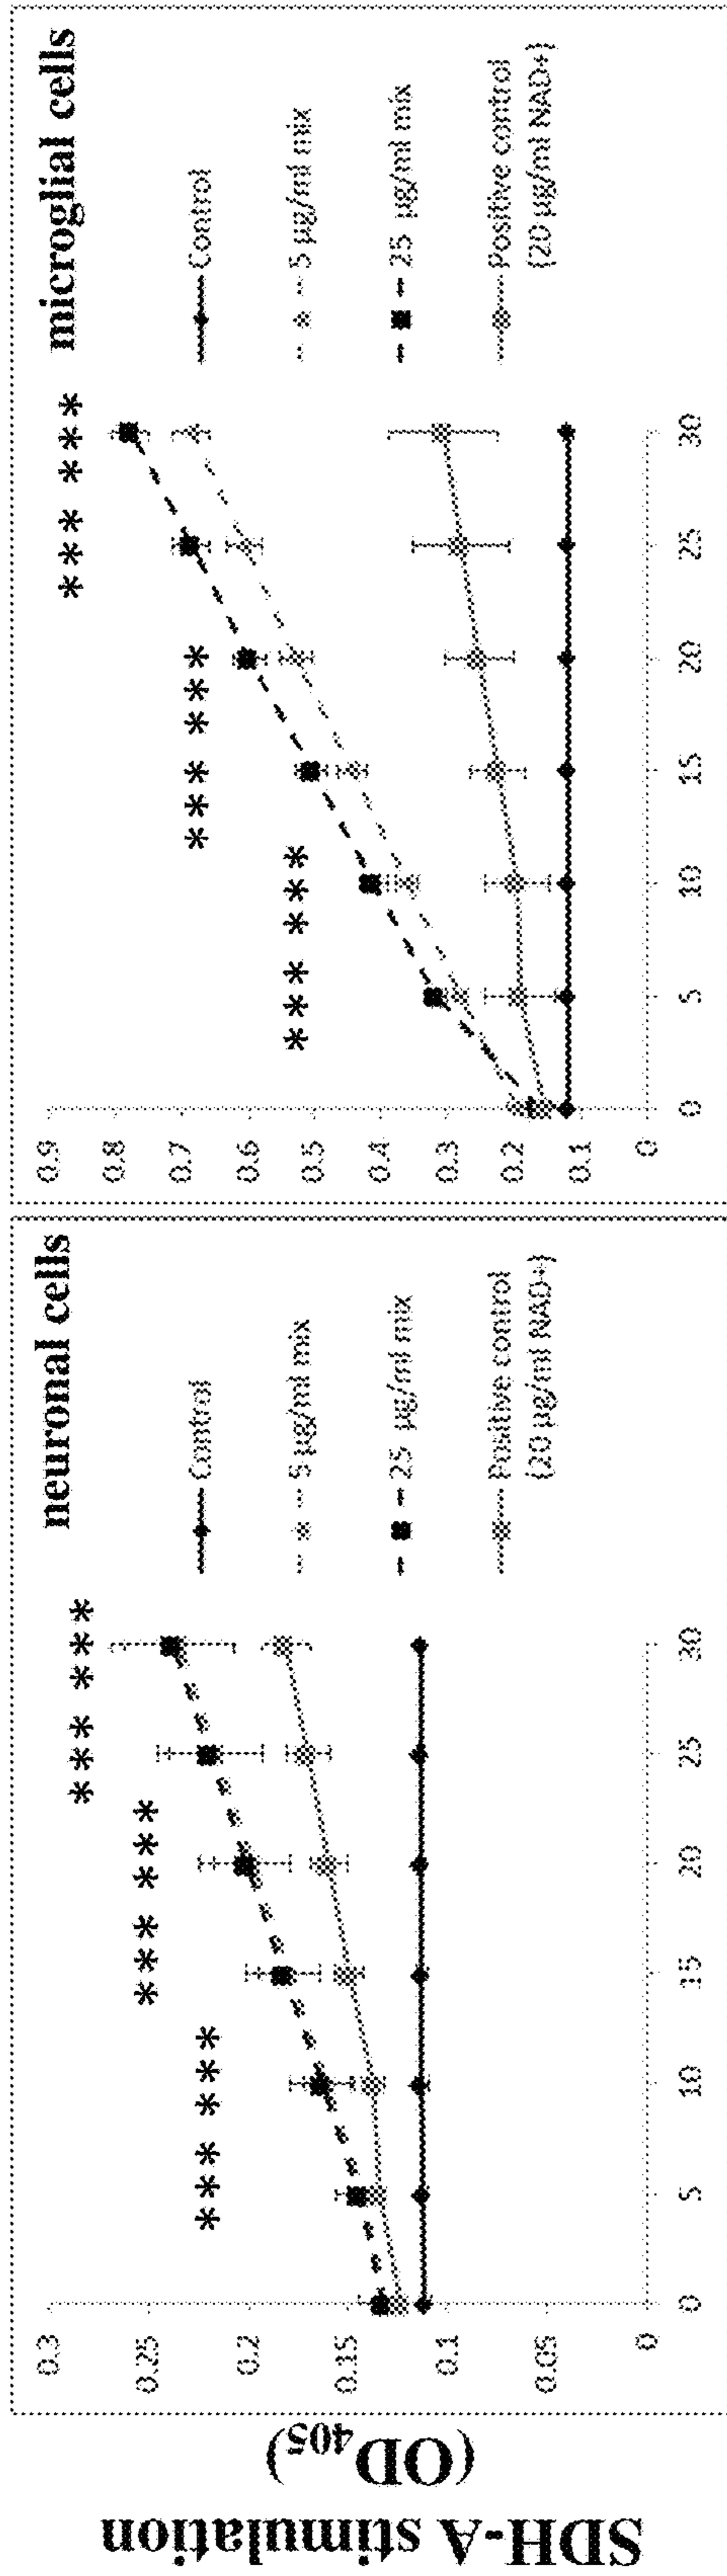 SDH-A stimulation
(OD405)
neuronal cells
*** ***
*** ***
*** ***
0.3
0.25
0.2
0.15
0.1
0.05
0
0 5 10 15 20 25 30
Control
5 µg/ml mix
25 µg/ml mix
Positive control
(20 µg/ml NAD+)
microglial cells
*** ***
*** ***
*** ***
0.9
0.8
0.7
0.6
0.5
0.4
0.3
0.2
0.1
0
0 5 10 15 20 25 30
Control
5 µg/ml mix
25 µg/ml mix
Positive control
(20 µg/ml NAD+)